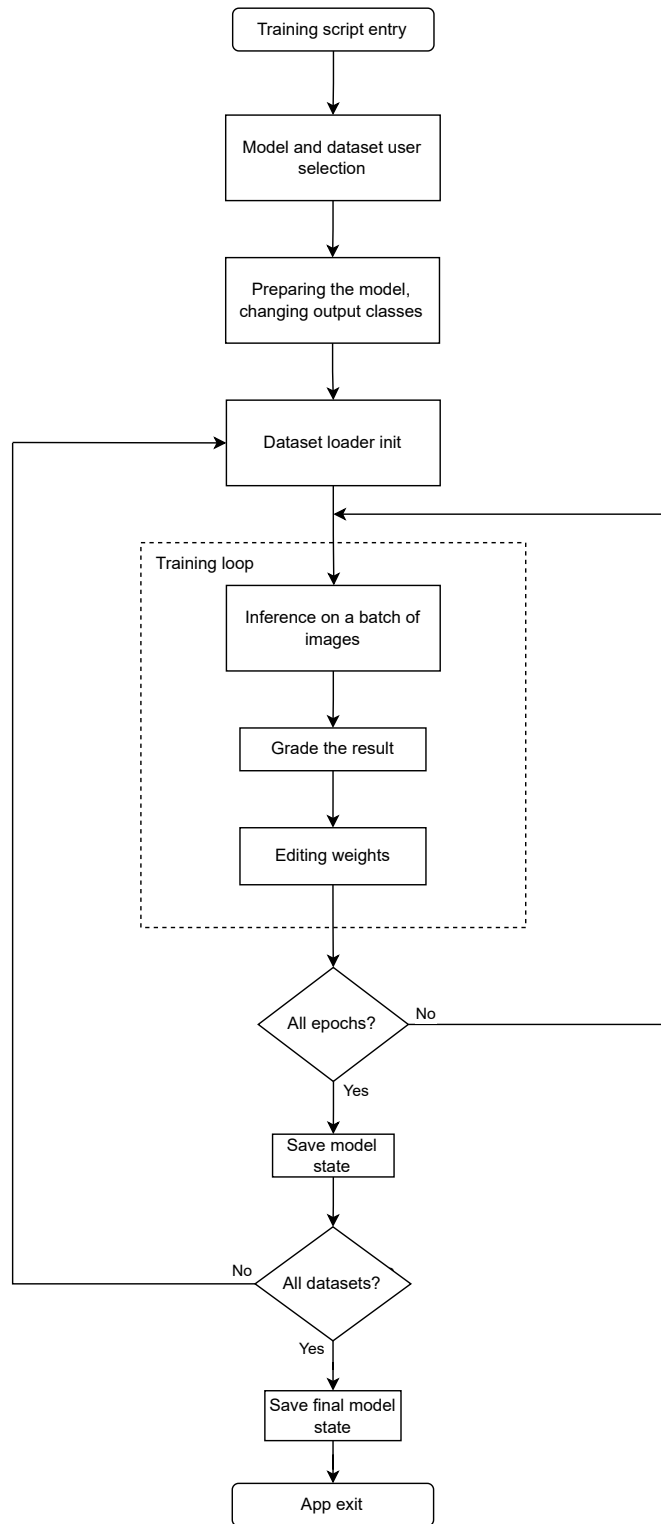 Training script entry
Model and dataset user
selection
Preparing the model,
changing output classes
Dataset loader init
Training loop
Inference on a batch of
images
Grade the result
Editing weights
All epochs?
No
Yes
Save model
state
No
All datasets?
Yes
Save final model
state
App exit